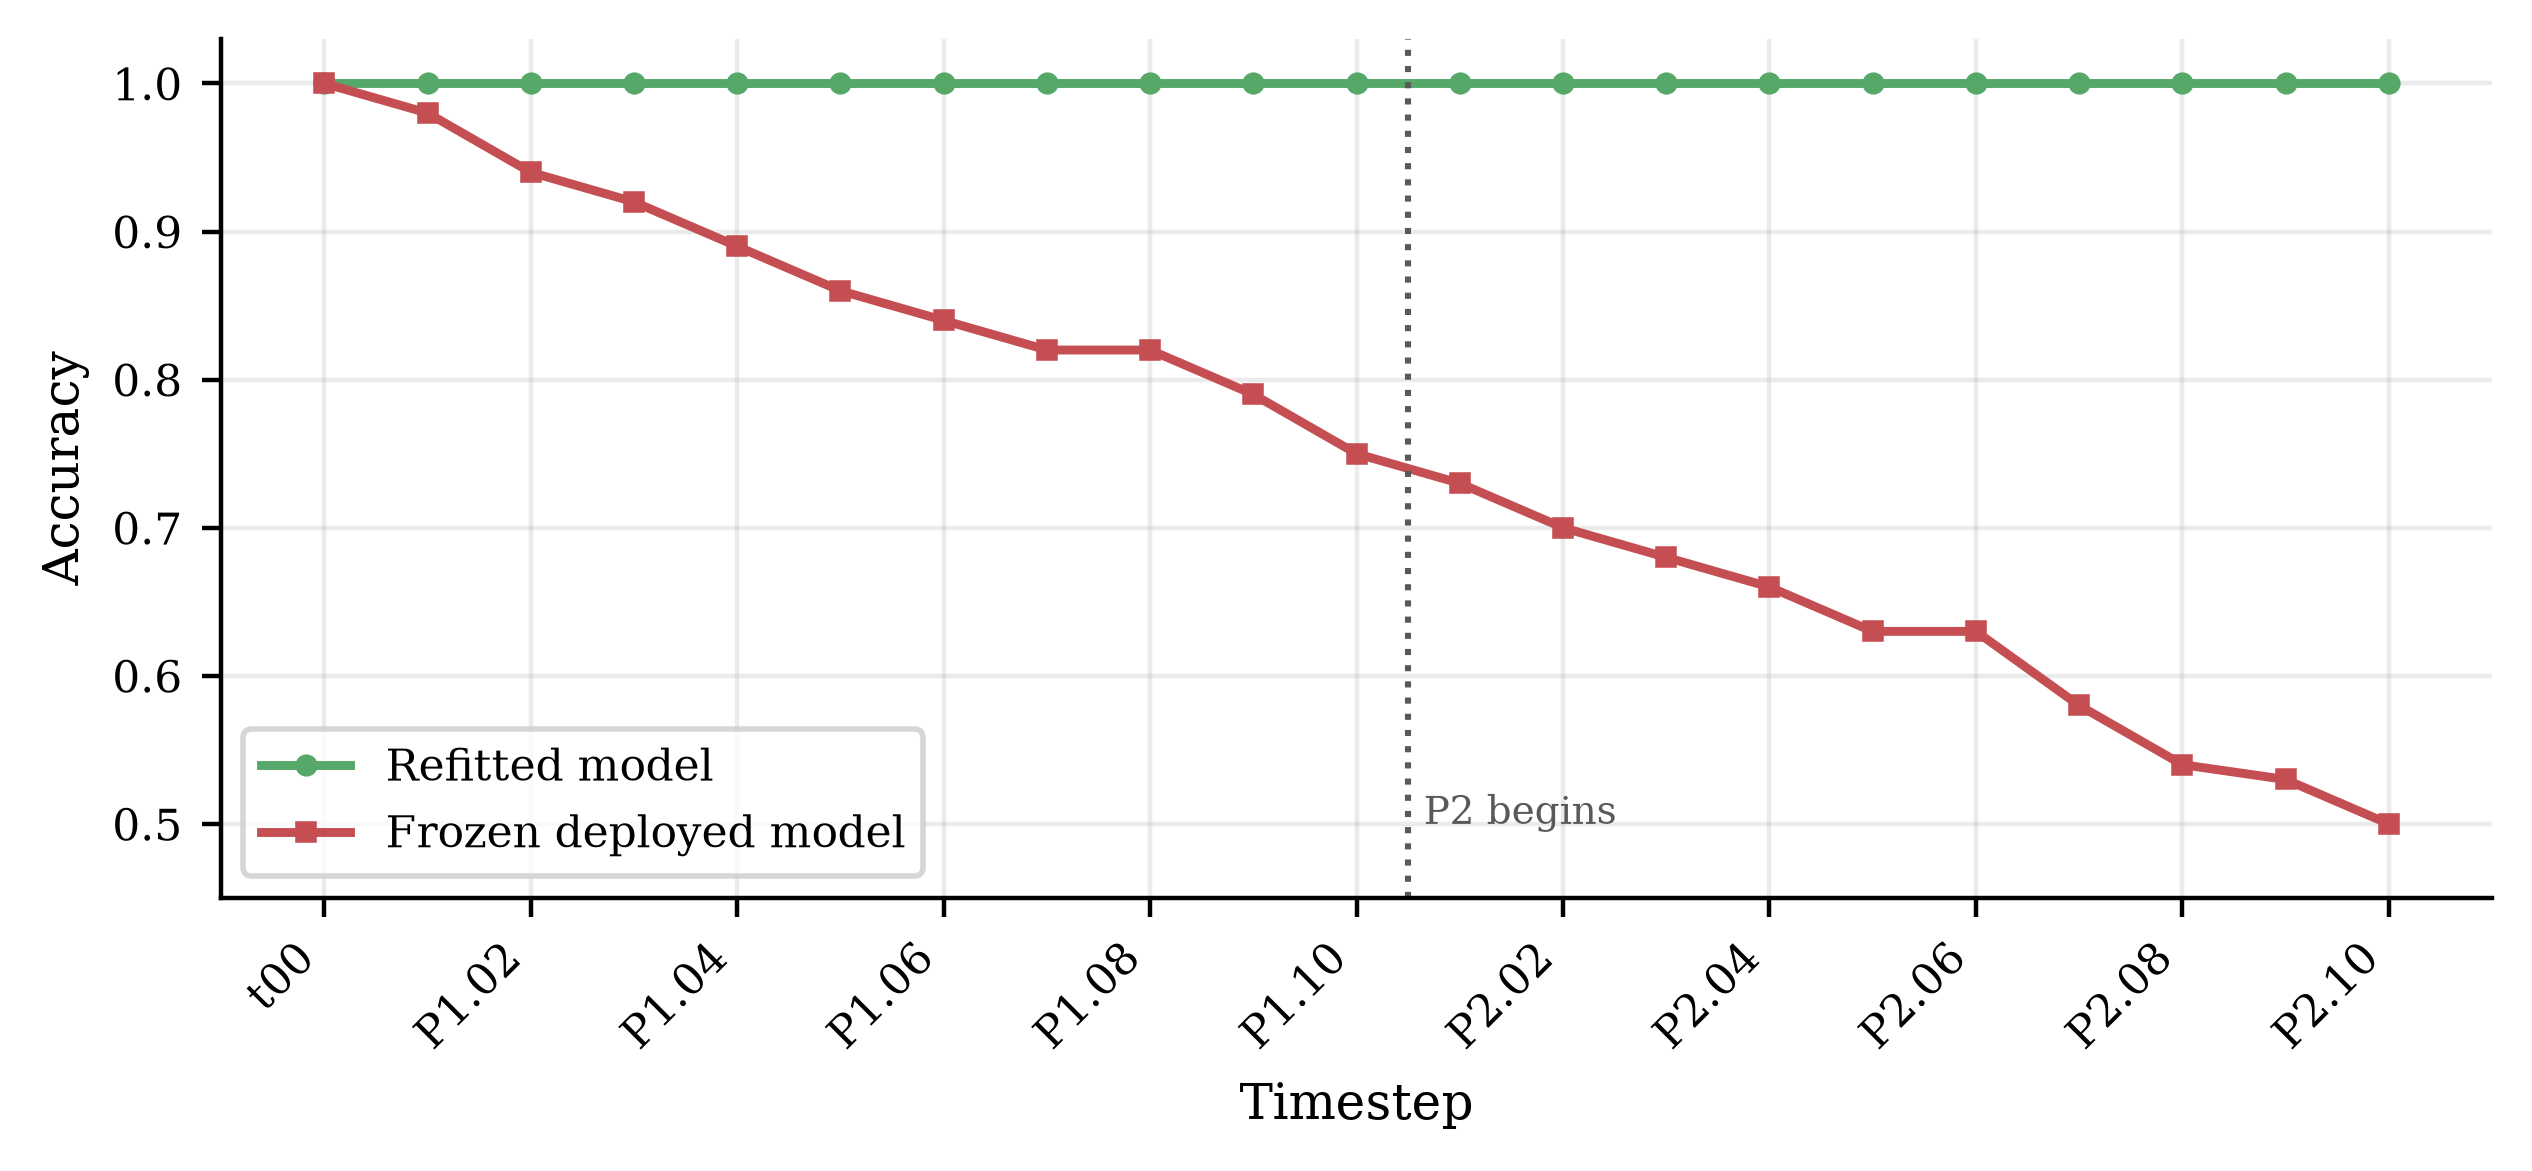 1.0
0.9
0.8
0.7
0.6
0.5
Accuracy
Refitted model
Frozen deployed model
P2 begins
t00
P1.02
P1.04
P1.06
P1.08
P1.10
P2.02
P2.04
P2.06
P2.08
P2.10
Timestep